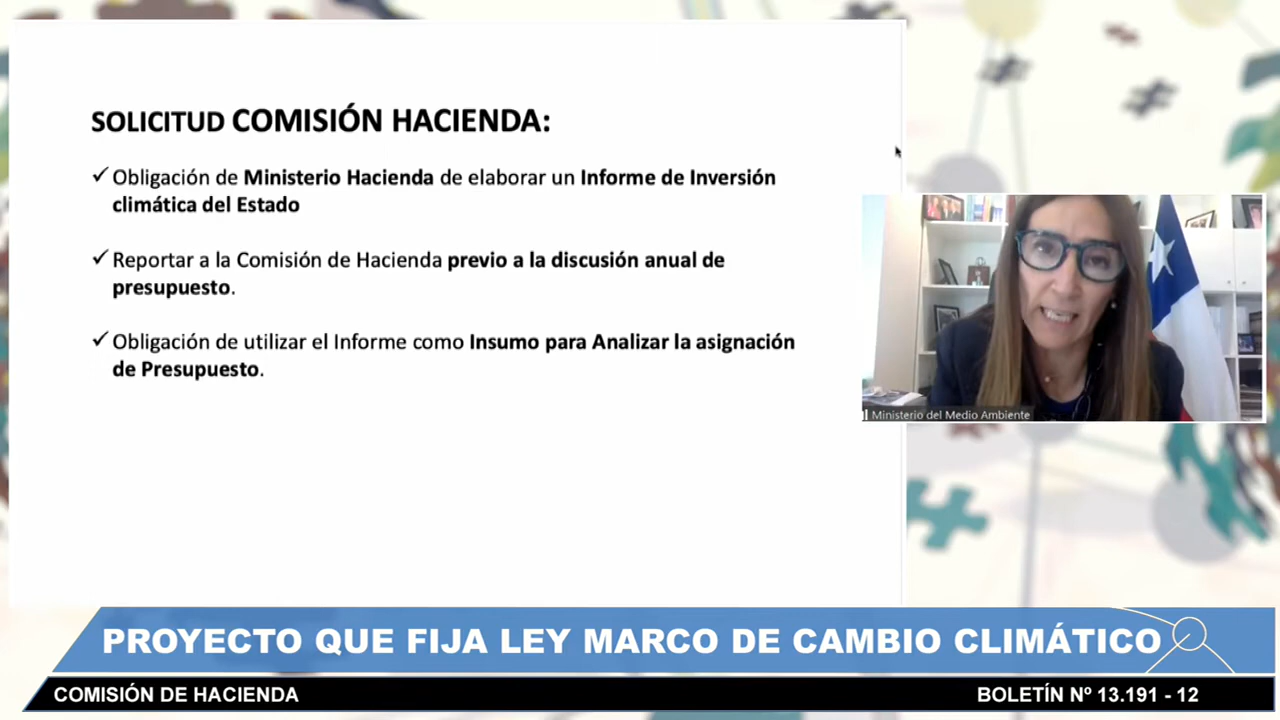 SOLICITUD COMISIÓN HACIENDA:
✓ Obligación de Ministerio Hacienda de elaborar un Informe de Inversión
climática del Estado
✓ Reportar a la Comisión de Hacienda previo a la discusión anual de
presupuesto.
✓ Obligación de utilizar el Informe como Insumo para Analizar la asignación
de Presupuesto.
Ministerio del Medio Ambiente
PROYECTO QUE FIJA LEY MARCO DE CAMBIO CLIMÁTICO
COMISIÓN DE HACIENDA
BOLETÍN Nº 13.191 - 12